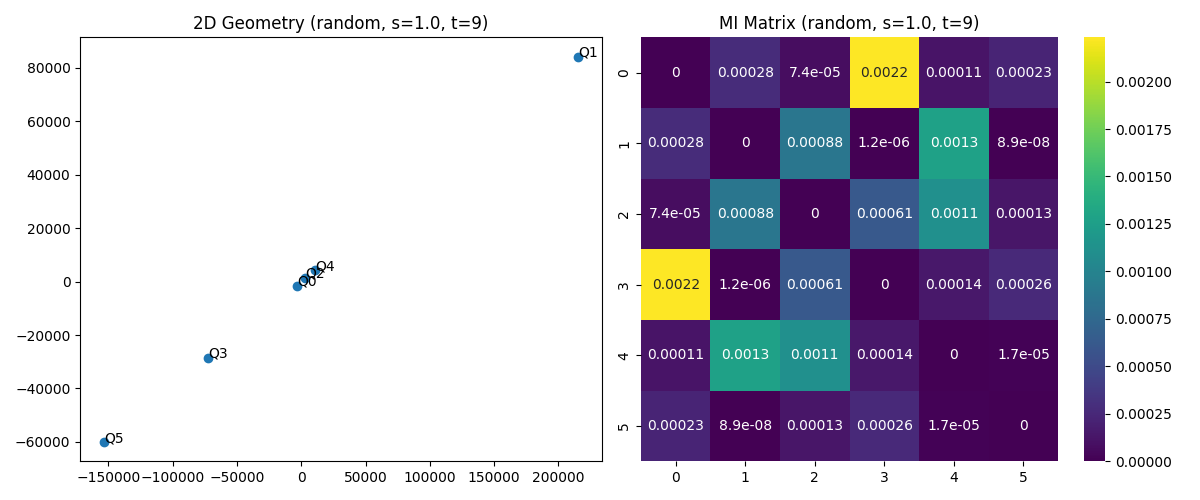 2D Geometry (random, s=1.0, t=9)
80000
60000
40000
20000
0
−20000
−40000
−60000
−150000
−100000
−50000
0
50000
100000
150000
200000
Q1
Q4
Q2
Q0
Q3
Q5
MI Matrix (random, s=1.0, t=9)
0 0 0.00028 7.4e-05 0.0022 0.00011 0.00023
1 0.00028 0 0.00088 1.2e-06 0.0013 8.9e-08
2 7.4e-05 0.00088 0 0.00061 0.0011 0.00013
3 0.0022 1.2e-06 0.00061 0 0.00014 0.00026
4 0.00011 0.0013 0.0011 0.00014 0 1.7e-05
5 0.00023 8.9e-08 0.00013 0.00026 1.7e-05 0
0 1 2 3 4 5
0.00200
0.00175
0.00150
0.00125
0.00100
0.00075
0.00050
0.00025
0.00000